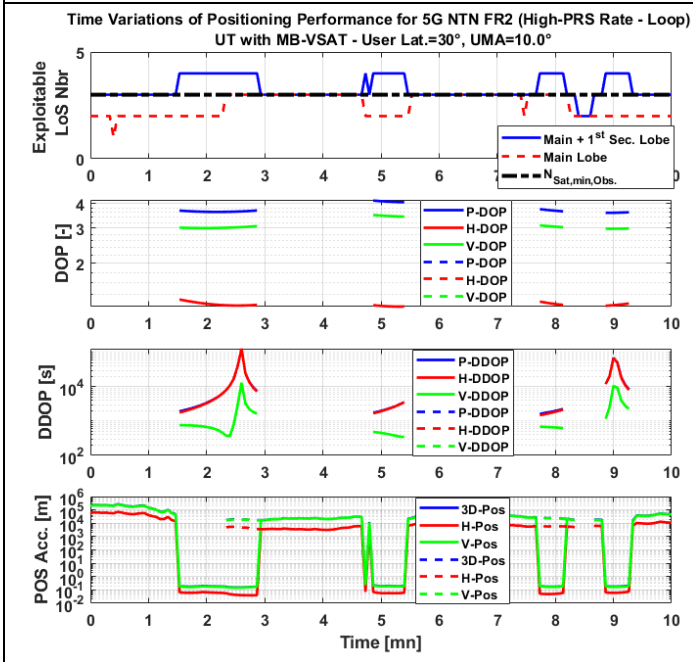 Time Variations of Positioning Performance for 5G NTN FR2 (High-PRS Rate - Loop)
UT with MB-VSAT - User Lat.=30°, UMA=10.0°
Exploitable
LoS Nbr
5
0
0 1 2 3 4 5 6 7 8 9 10
Main + 1st Sec. Lobe
Main Lobe
N Sat,min,Obs.
DOP [-]
4
3
2
P-DOP
H-DOP
V-DOP
P-DOP
H-DOP
V-DOP
0 1 2 3 4 5 6 7 8 9 10
DDOP [s]
10^4
10^2
P-DDOP
H-DDOP
V-DDOP
P-DDOP
H-DDOP
V-DDOP
0 1 2 3 4 5 6 7 8 9 10
POS Acc. [m]
10^6
10^5
10^4
10^3
10^2
10^1
10^0
10^-1
10^-2
3D-Pos
H-Pos
V-Pos
3D-Pos
H-Pos
V-Pos
0 1 2 3 4 5 6 7 8 9 10
Time [mn]